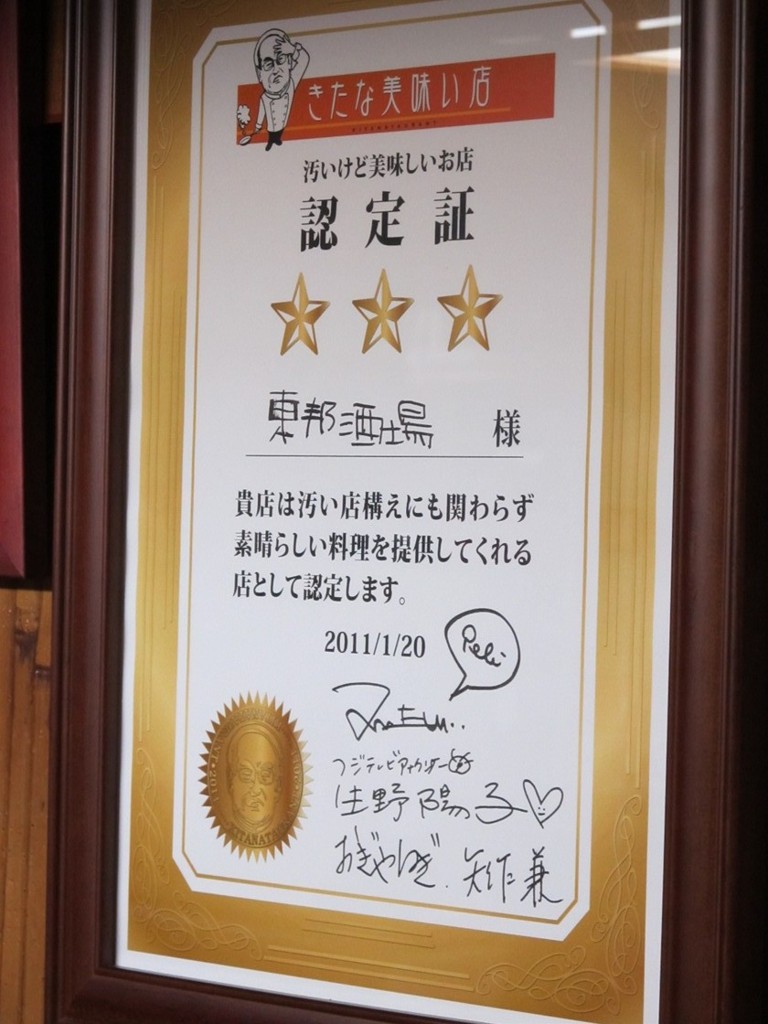 きたな美味い店
汚いけど美味しいお店
認定証
東邦酒場 様
貴店は汚い店構えにも関わらず
素晴らしい料理を提供してくれる
店として認定します。
2011/1/20
フジテレビアナウンサー
生野陽子
おぎやはぎ 矢作兼